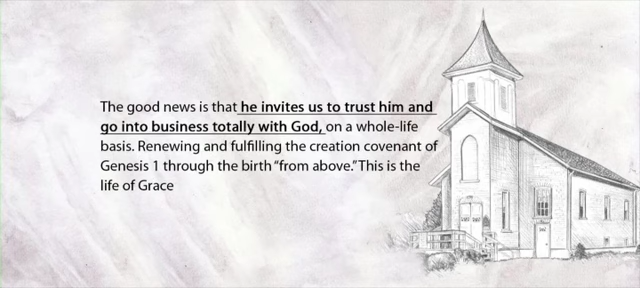 The good news is that he invites us to trust him and
go into business totally with God, on a whole-life
basis. Renewing and fulfilling the creation covenant of
Genesis 1 through the birth "from above." This is the
life of Grace